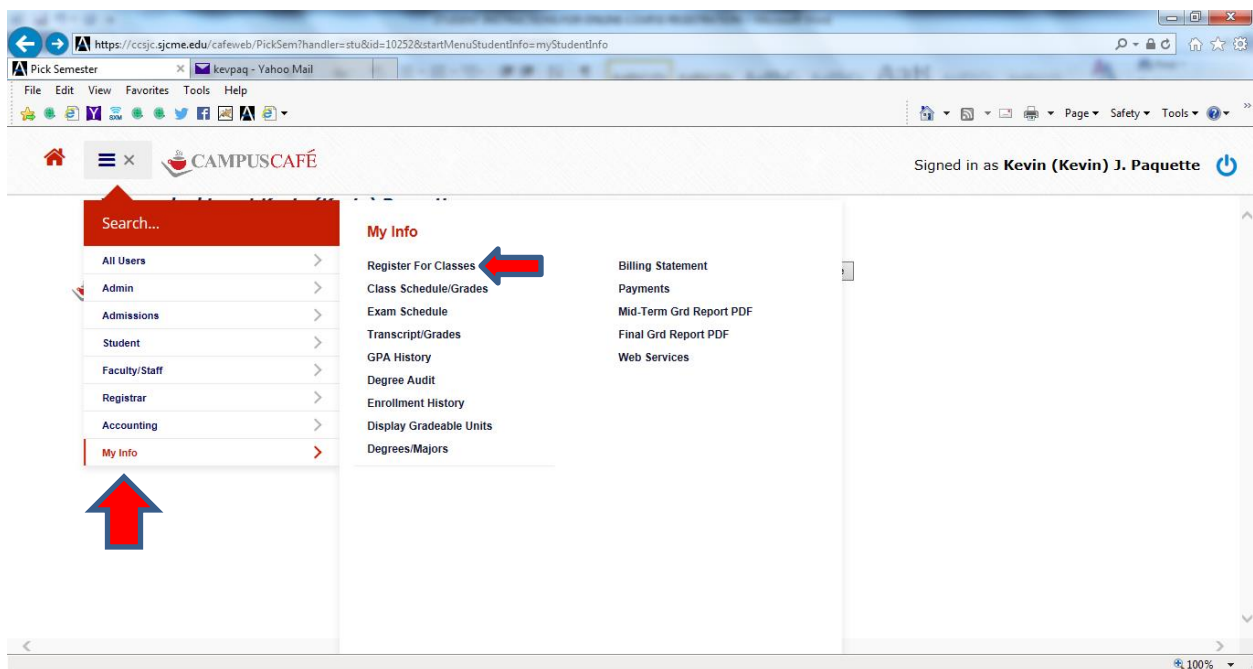 https://ccsjc.sjcme.edu/cafeweb/PickSem?handler=stu&id=10252&startMenuStudentInfo=myStudentInfo
Pick Semester
kevpaq - Yahoo Mail
File Edit View Favorites Tools Help
Page Safety Tools
CAMPUSCAFÉ
Signed in as Kevin (Kevin) J. Paquette
Search...
All Users
Admin
Admissions
Student
Faculty/Staff
Registrar
Accounting
My Info
My Info
Register For Classes
Class Schedule/Grades
Exam Schedule
Transcript/Grades
GPA History
Degree Audit
Enrollment History
Display Gradeable Units
Degrees/Majors
Billing Statement
Payments
Mid-Term Grd Report PDF
Final Grd Report PDF
Web Services
100%